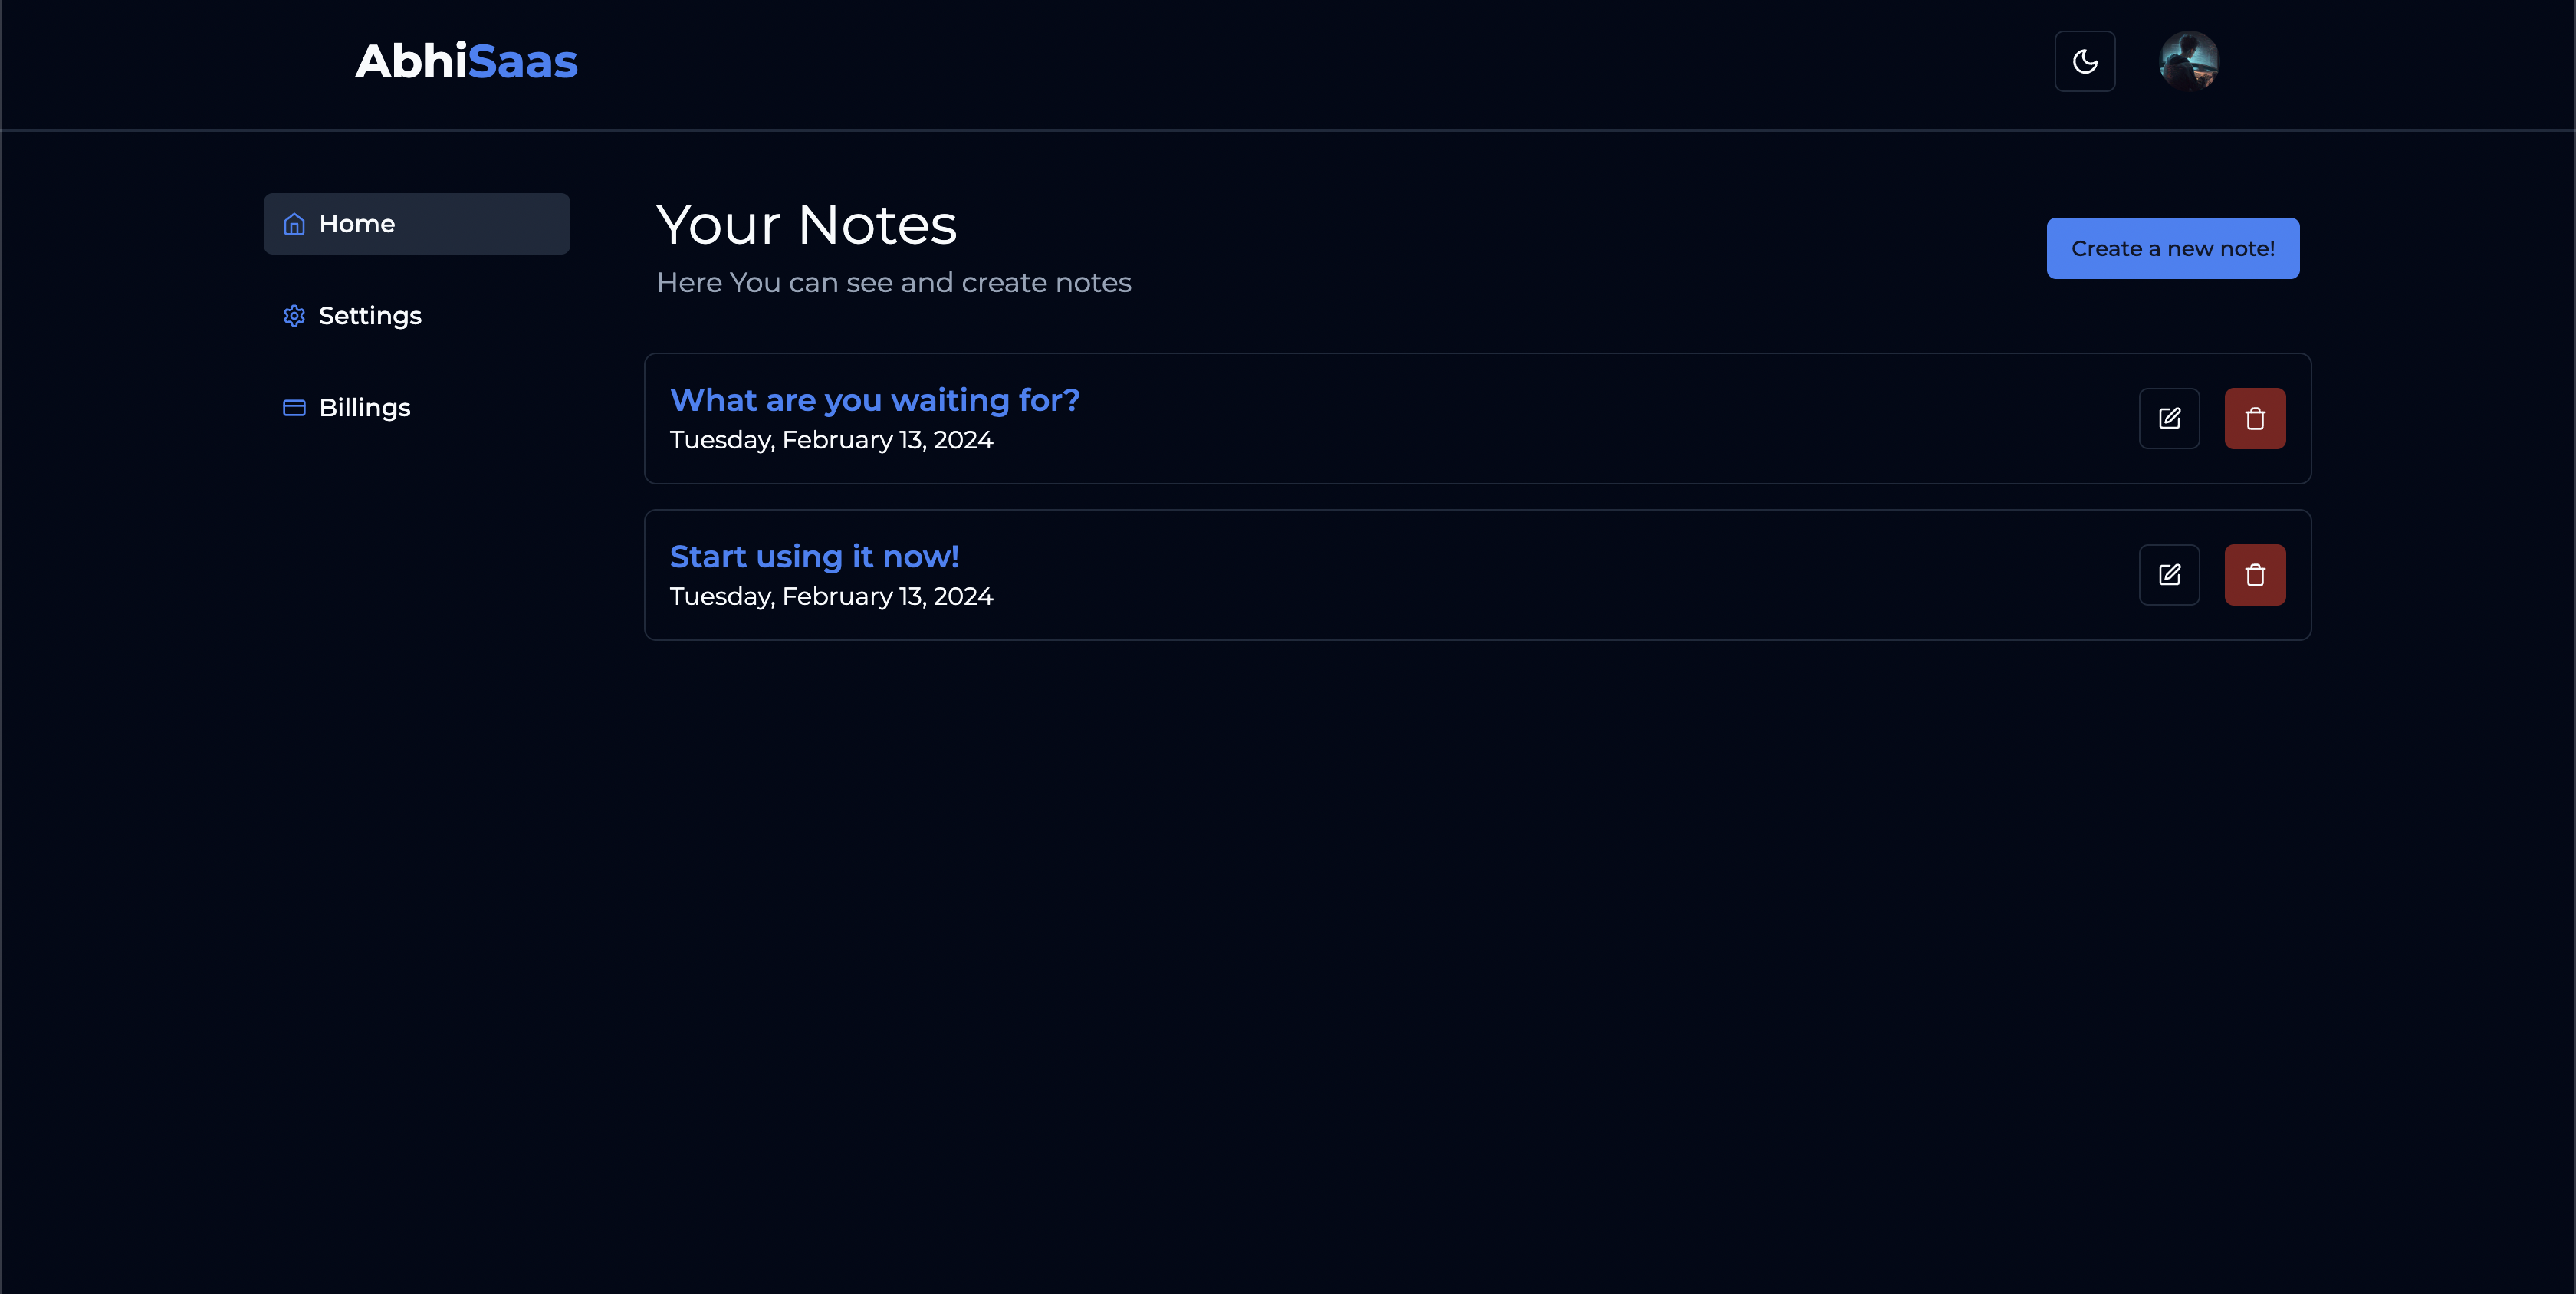 AbhiSaas
Home
Settings
Billings
Your Notes
Here You can see and create notes
Create a new note!
What are you waiting for?
Tuesday, February 13, 2024
Start using it now!
Tuesday, February 13, 2024